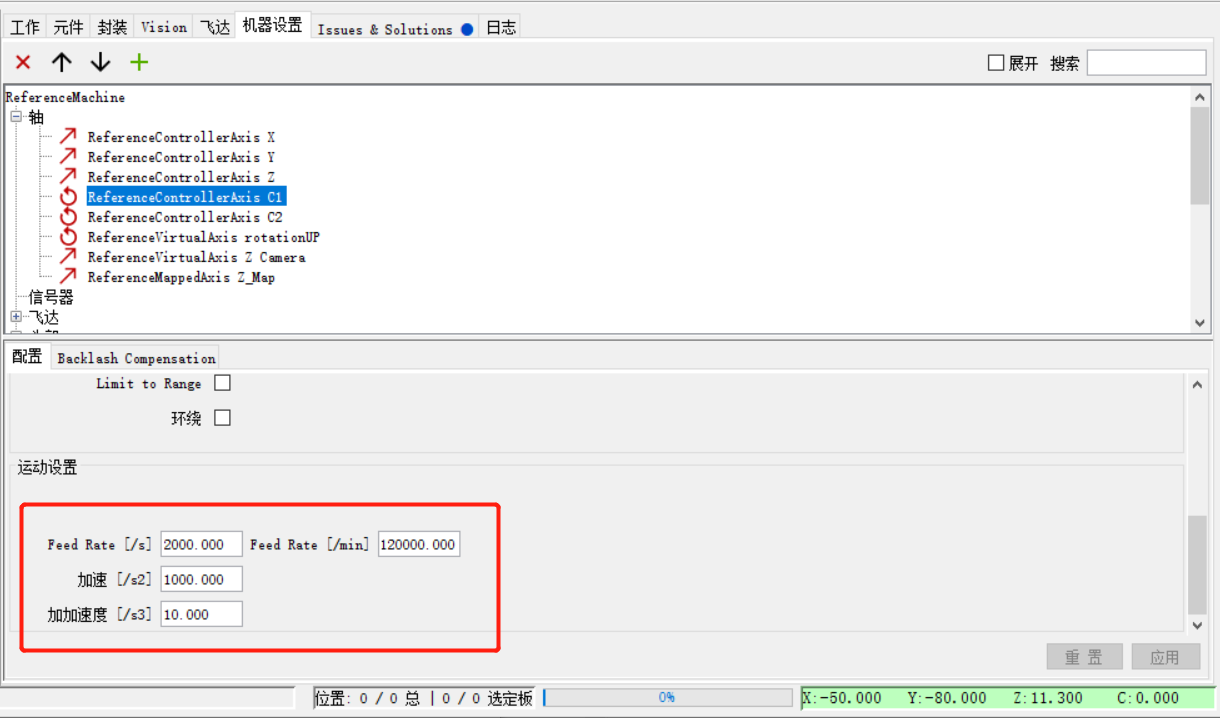 工作 元件 封装 Vision 飞达 机器设置 Issues & Solutions 日志
展开 搜索
ReferenceMachine
轴
ReferenceControllerAxis X
ReferenceControllerAxis Y
ReferenceControllerAxis Z
ReferenceControllerAxis C1
ReferenceControllerAxis C2
ReferenceVirtualAxis rotationUP
ReferenceVirtualAxis Z Camera
ReferenceMappedAxis Z_Map
信号器
飞达
配置 Backlash Compensation
Limit to Range
环绕
运动设置
Feed Rate [/s] 2000.000 Feed Rate [/min] 120000.000
加速 [/s2] 1000.000
加加速度 [/s3] 10.000
重 置 应用
位置: 0 / 0 总 | 0 / 0 选定板 0% X:-50.000 Y:-80.000 Z:11.300 C:0.000